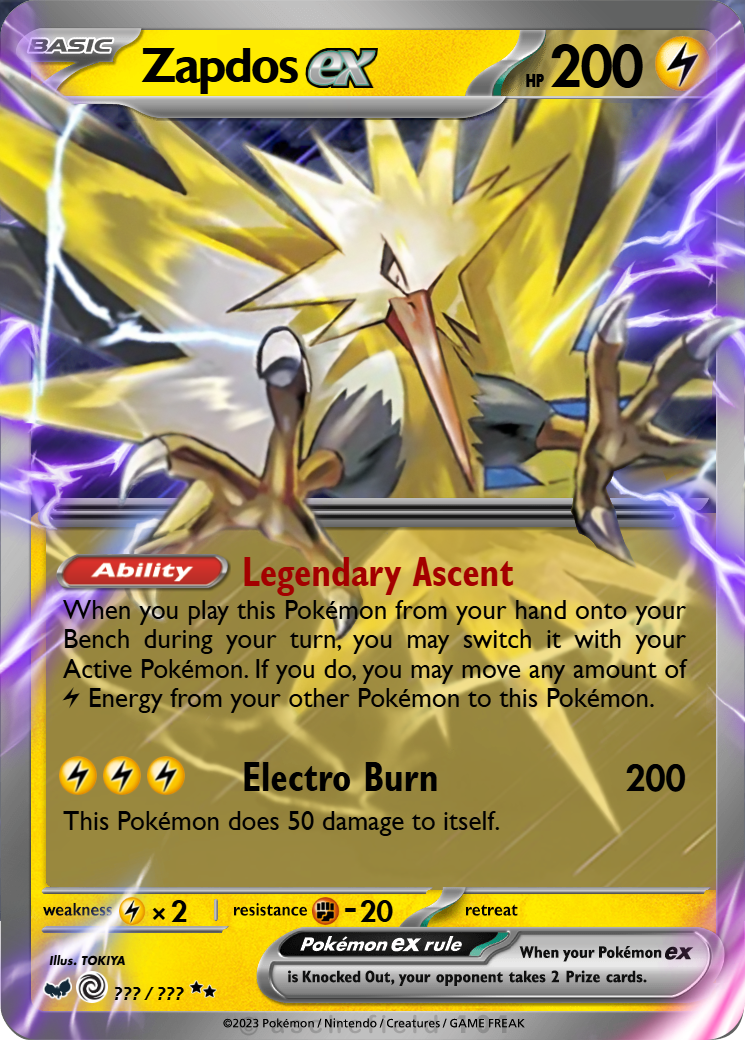 BASIC
Zapdos ex
HP 200
Ability Legendary Ascent
When you play this Pokémon from your hand onto your
Bench during your turn, you may switch it with your
Active Pokémon. If you do, you may move any amount of
Energy from your other Pokémon to this Pokémon.
Electro Burn 200
This Pokémon does 50 damage to itself.
weakness × 2 resistance -20 retreat
Illus. TOKIYA
Pokémon ex rule
When your Pokémon ex
is Knocked Out, your opponent takes 2 Prize cards.
??? / ???
©2023 Pokémon / Nintendo / Creatures / GAME FREAK